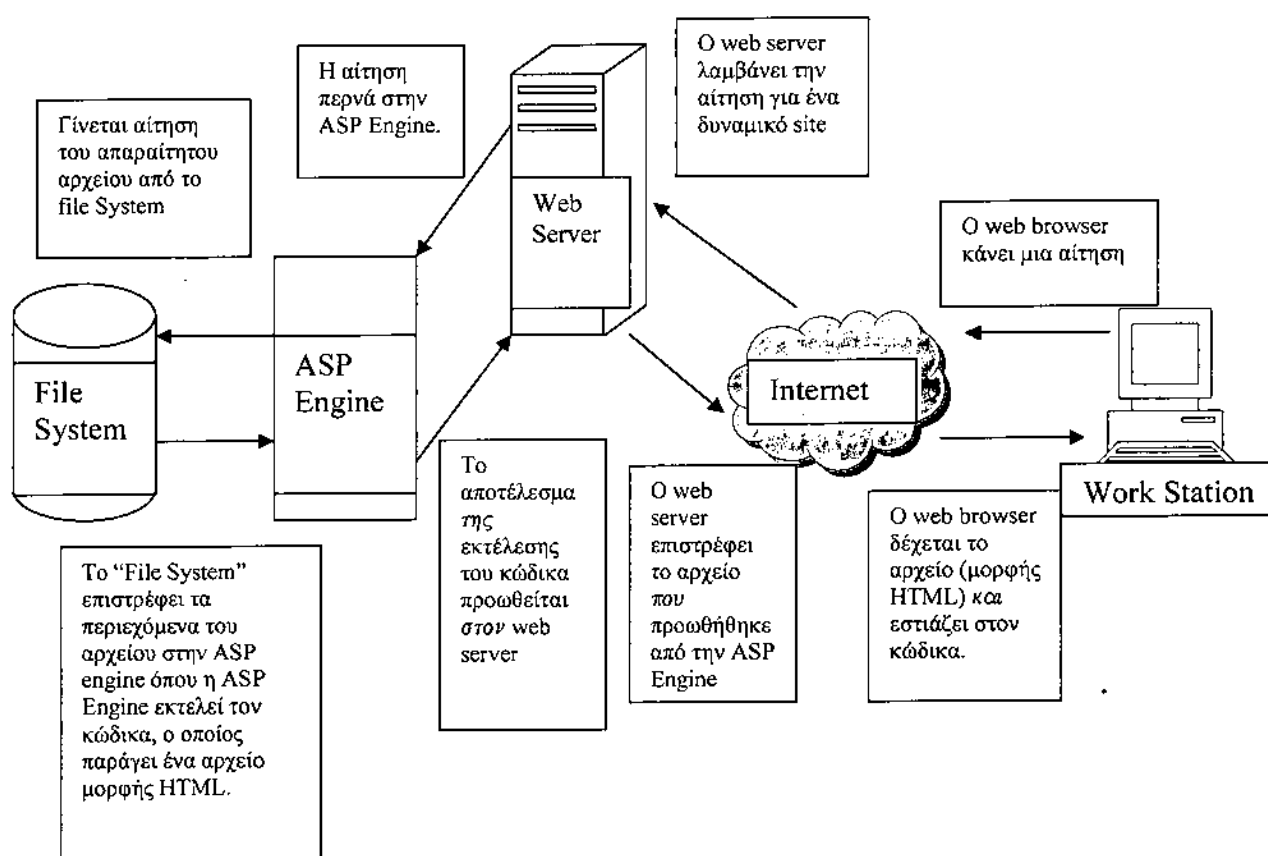 Γίνεται αίτηση
του απαραίτητου
αρχείου από το
file System
Η αίτηση
περνά στην
ASP Engine.
Ο web server
λαμβάνει την
αίτηση για ένα
δυναμικό site
Ο web browser
κάνει μια αίτηση
Web
Server
File
System
ASP
Engine
Internet
Work Station
Το “File System”
επιστρέφει τα
περιεχόμενα του
αρχείου στην ASP
engine όπου η ASP
Engine εκτελεί τον
κώδικα, ο οποίος
παράγει ένα αρχείο
μορφής HTML.
Το
αποτέλεσμα
της
εκτέλεσης
του κώδικα
προωθείται
στον web
server
Ο web
server
επιστρέφει
το αρχείο
που
προωθήθηκε
από την ASP
Engine
Ο web browser
δέχεται το
αρχείο (μορφής
HTML) και
εστιάζει στον
κώδικα.